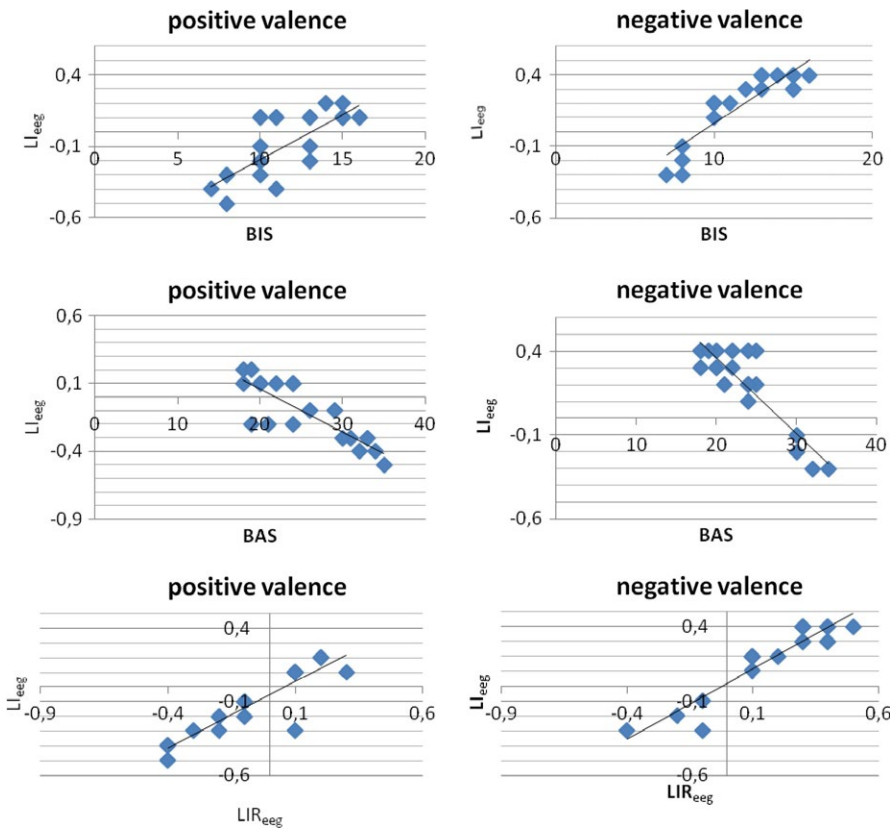 positive valence
0,4
-0,1
-0,6
0 5 10 15 20
LIeeg
BIS
negative valence
0,4
-0,1
-0,6
0 10 20
LIeeg
BIS
positive valence
0,6
0,1
-0,4
-0,9
0 10 20 30 40
LIeeg
BAS
negative valence
0,4
-0,1
-0,6
0 10 20 30 40
LIeeg
BAS
positive valence
0,4
-0,1
-0,6
-0,9 -0,4 0,1 0,6
LIeeg
LIReeg
negative valence
0,4
-0,1
-0,6
-0,9 -0,4 0,1 0,6
LIeeg
LIReeg